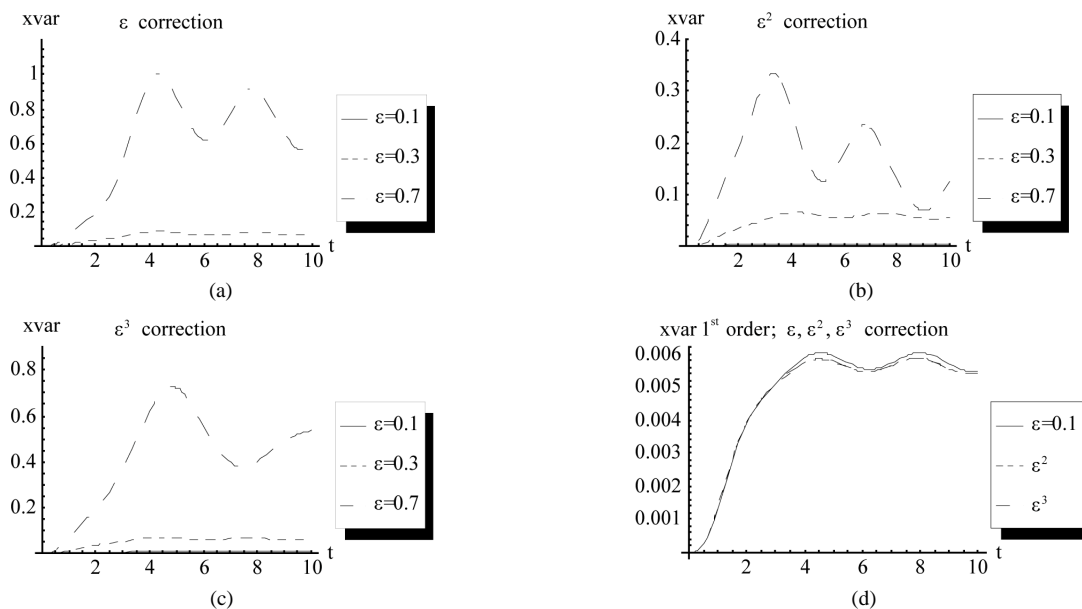 xvar ε correction
1
0.8
0.6
0.4
0.2
2 4 6 8 10 t
ε=0.1
ε=0.3
ε=0.7
(a)
xvar ε² correction
0.4
0.3
0.2
0.1
2 4 6 8 10 t
ε=0.1
ε=0.3
ε=0.7
(b)
xvar ε³ correction
0.8
0.6
0.4
0.2
2 4 6 8 10 t
ε=0.1
ε=0.3
ε=0.7
(c)
xvar 1st order; ε, ε², ε³ correction
0.006
0.005
0.004
0.003
0.002
0.001
2 4 6 8 10 t
ε=0.1
ε²
ε³
(d)